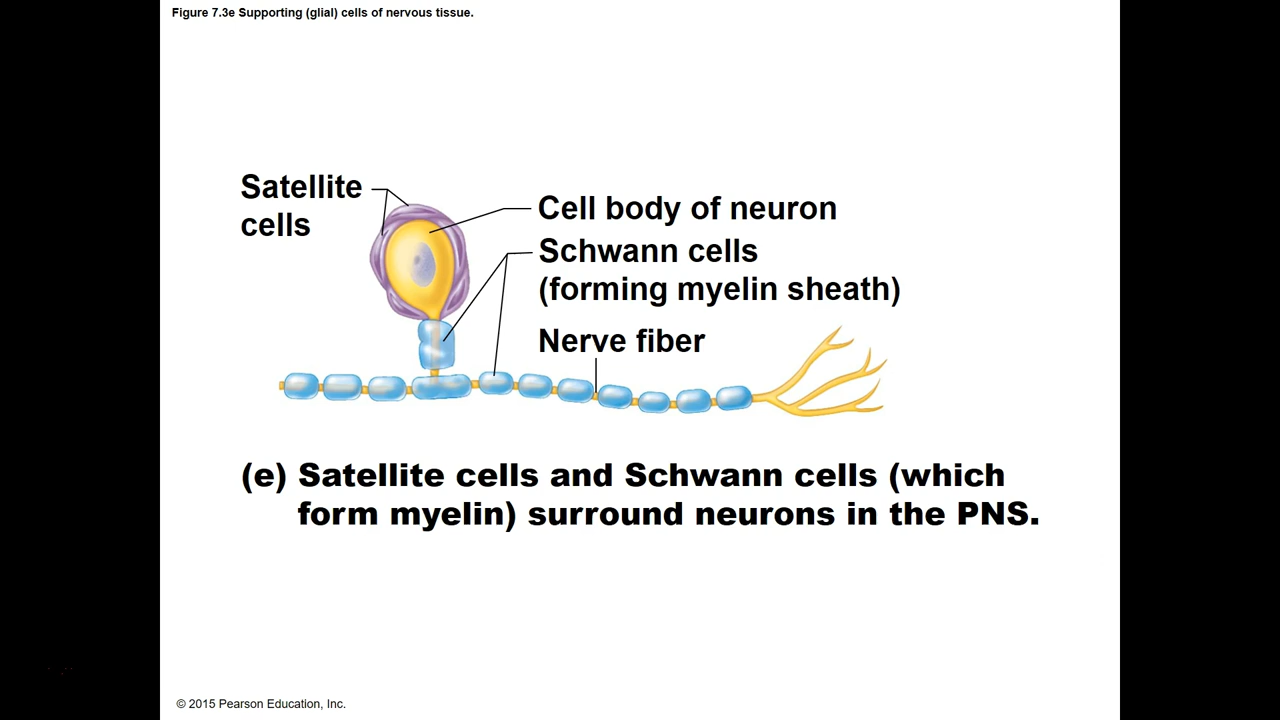 Figure 7.3e Supporting (glial) cells of nervous tissue.
Satellite
cells
Cell body of neuron
Schwann cells
(forming myelin sheath)
Nerve fiber
(e) Satellite cells and Schwann cells (which
form myelin) surround neurons in the PNS.
© 2015 Pearson Education, Inc.